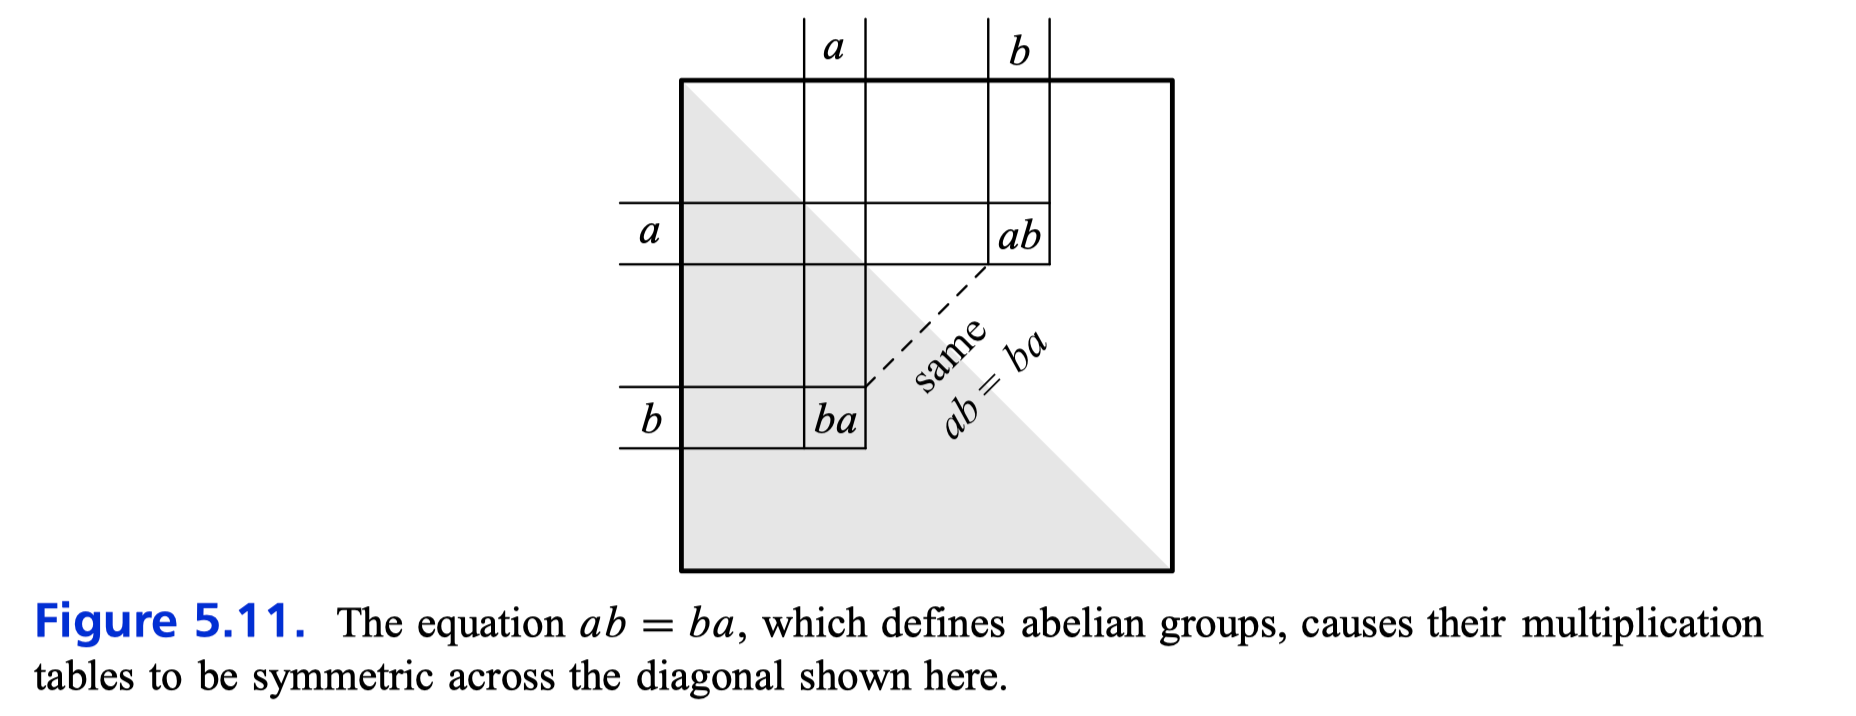 a b
a ab
same
ab = ba
b ba
Figure 5.11. The equation ab = ba, which defines abelian groups, causes their multiplication
tables to be symmetric across the diagonal shown here.